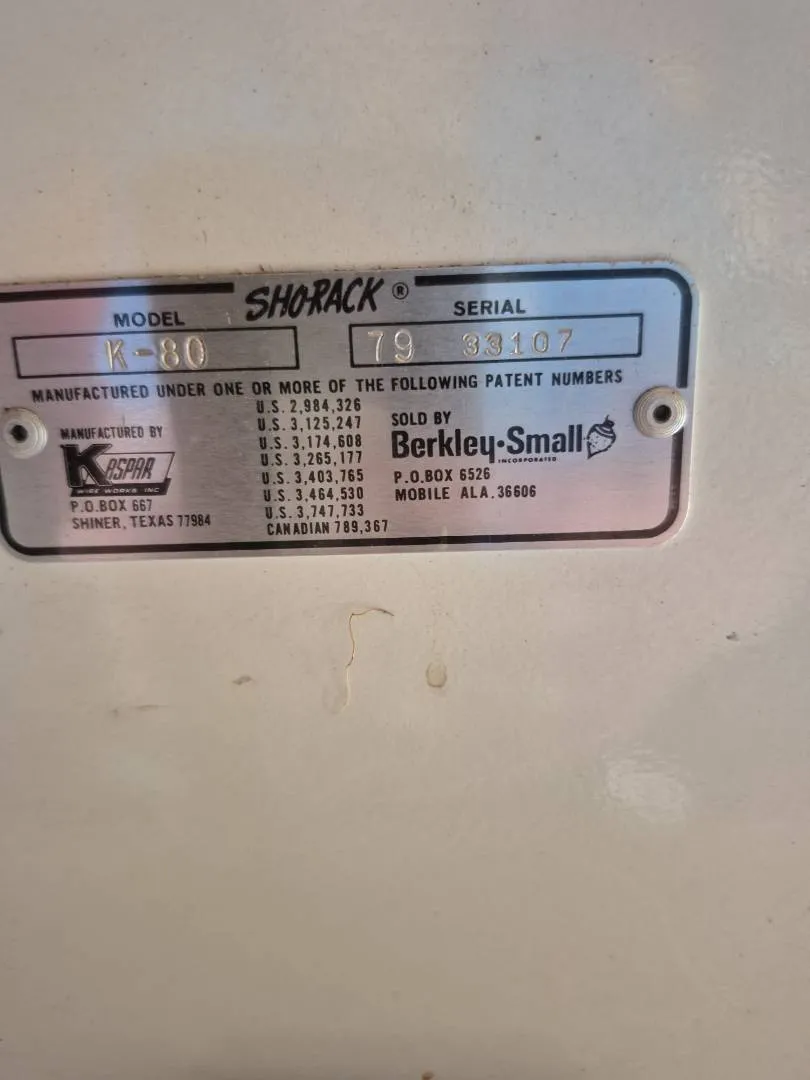 SHO-RACK ®
MODEL SERIAL
K-80 79 33107
MANUFACTURED UNDER ONE OR MORE OF THE FOLLOWING PATENT NUMBERS
MANUFACTURED BY
KASPAR
WIRE WORKS INC
P.O.BOX 667
SHINER, TEXAS 77984
U.S. 2,984,326
U.S. 3,125,247
U.S. 3,174,608
U.S. 3,265,177
U.S. 3,403,765
U.S. 3,464,530
U.S. 3,747,733
CANADIAN 789,367
SOLD BY
Berkley·Small
INCORPORATED
P.O.BOX 6526
MOBILE ALA. 36606